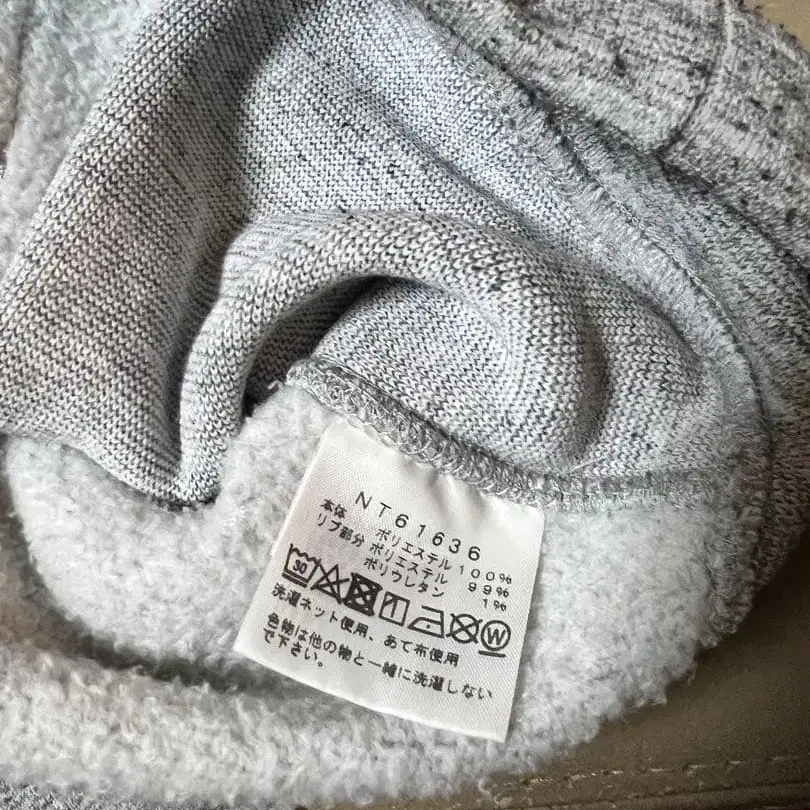 NT61636
本体 ポリエステル 100%
リブ部分 ポリエステル 99%
ポリウレタン 1%
30 W
洗濯ネット使用、あて布使用
色物は他の物と一緒に洗濯しない
で下さい。